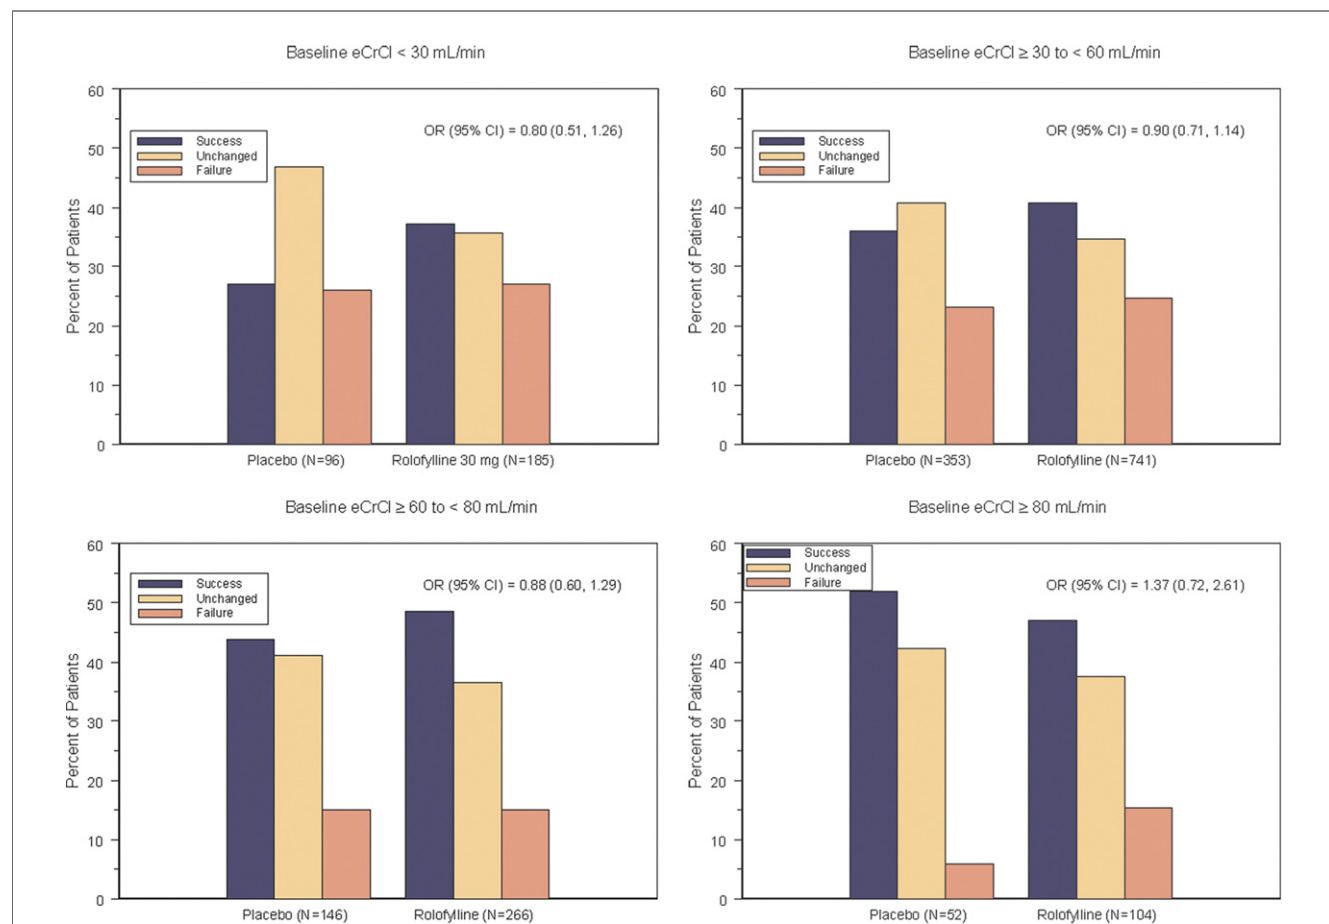 Baseline eCrCl < 30 mL/min
60
50
40
30
20
10
0
Percent of Patients
Success
Unchanged
Failure
OR (95% CI) = 0.80 (0.51, 1.26)
Placebo (N=96)
Rolofylline 30 mg (N=185)
Baseline eCrCl ≥ 30 to < 60 mL/min
60
50
40
30
20
10
0
Percent of Patients
Success
Unchanged
Failure
OR (95% CI) = 0.90 (0.71, 1.14)
Placebo (N=353)
Rolofylline (N=741)
Baseline eCrCl ≥ 60 to < 80 mL/min
60
50
40
30
20
10
0
Percent of Patients
Success
Unchanged
Failure
OR (95% CI) = 0.88 (0.60, 1.29)
Placebo (N=146)
Rolofylline (N=266)
Baseline eCrCl ≥ 80 mL/min
60
50
40
30
20
10
0
Percent of Patients
Success
Unchanged
Failure
OR (95% CI) = 1.37 (0.72, 2.61)
Placebo (N=52)
Rolofylline (N=104)